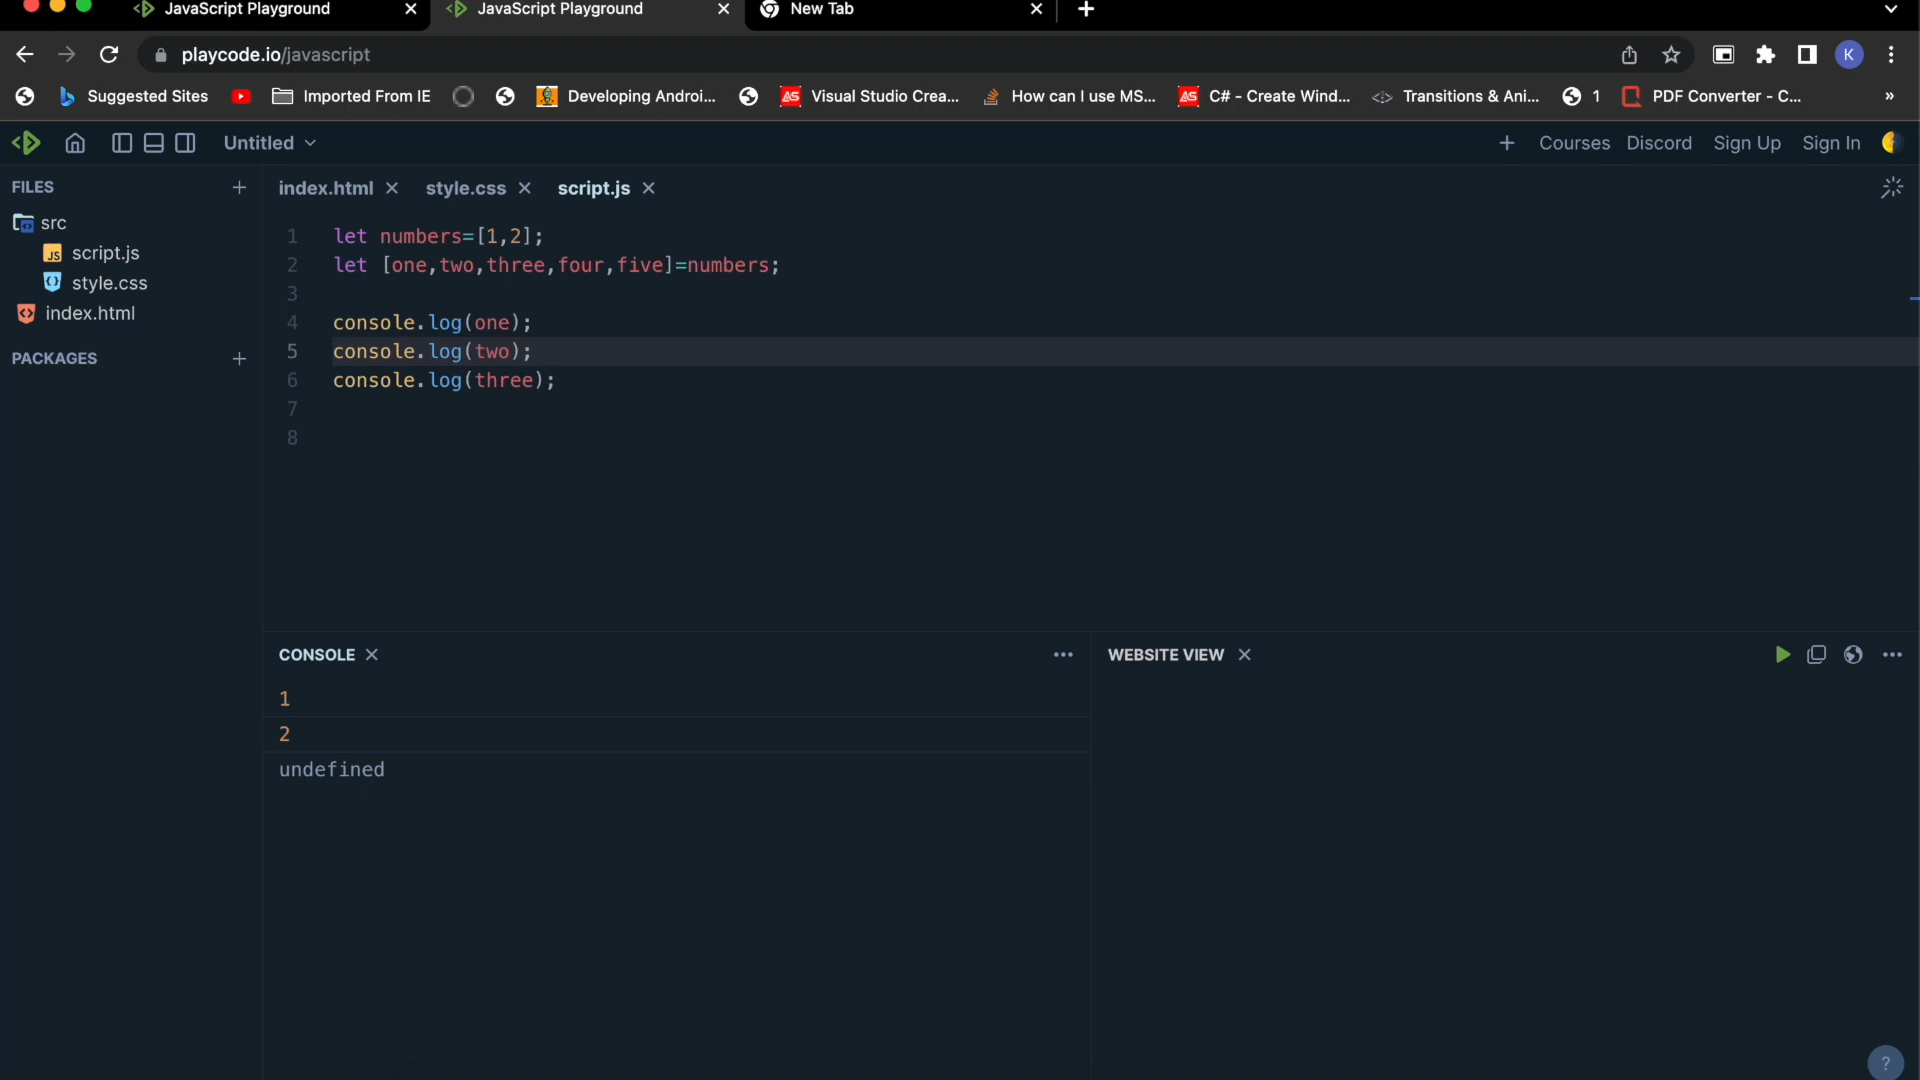 JavaScript Playground
JavaScript Playground
New Tab
playcode.io/javascript
K
Suggested Sites
Imported From IE
Developing Androi...
Visual Studio Crea...
How can I use MS...
C# - Create Wind...
Transitions & Ani...
1
PDF Converter - C...
»
Untitled
Courses Discord Sign Up Sign In
FILES
src
script.js
style.css
index.html
PACKAGES
index.html style.css script.js
1 let numbers=[1,2];
2 let [one,two,three,four,five]=numbers;
3
4 console.log(one);
5 console.log(two);
6 console.log(three);
7
8
CONSOLE
1
2
undefined
WEBSITE VIEW
?